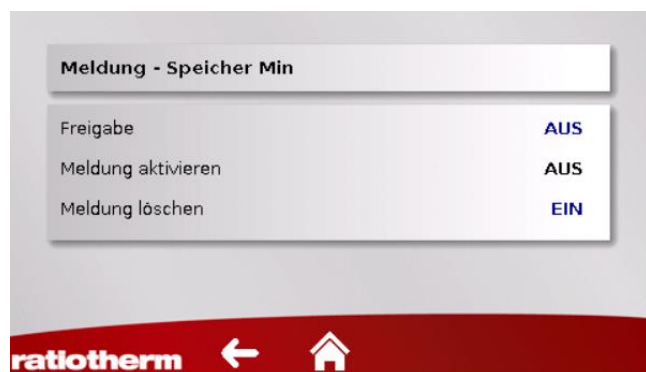 Meldung - Speicher Min
Freigabe AUS
Meldung aktivieren AUS
Meldung löschen EIN
ratiotherm